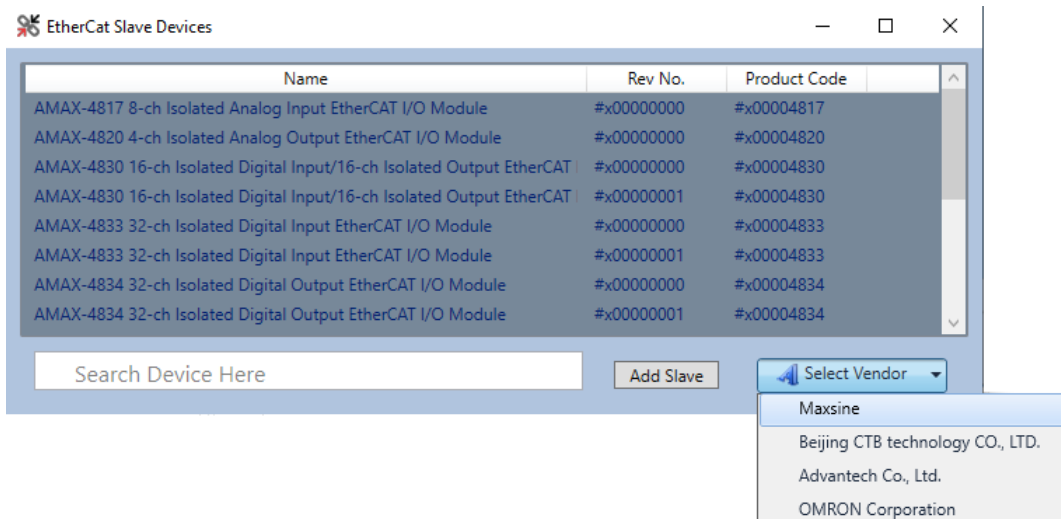 EtherCat Slave Devices
Name Rev No. Product Code
AMAX-4817 8-ch Isolated Analog Input EtherCAT I/O Module #x00000000 #x00004817
AMAX-4820 4-ch Isolated Analog Output EtherCAT I/O Module #x00000000 #x00004820
AMAX-4830 16-ch Isolated Digital Input/16-ch Isolated Output EtherCAT #x00000000 #x00004830
AMAX-4830 16-ch Isolated Digital Input/16-ch Isolated Output EtherCAT #x00000001 #x00004830
AMAX-4833 32-ch Isolated Digital Input EtherCAT I/O Module #x00000000 #x00004833
AMAX-4833 32-ch Isolated Digital Input EtherCAT I/O Module #x00000001 #x00004833
AMAX-4834 32-ch Isolated Digital Output EtherCAT I/O Module #x00000000 #x00004834
AMAX-4834 32-ch Isolated Digital Output EtherCAT I/O Module #x00000001 #x00004834
Search Device Here Add Slave Select Vendor
Maxsine
Beijing CTB technology CO., LTD.
Advantech Co., Ltd.
OMRON Corporation